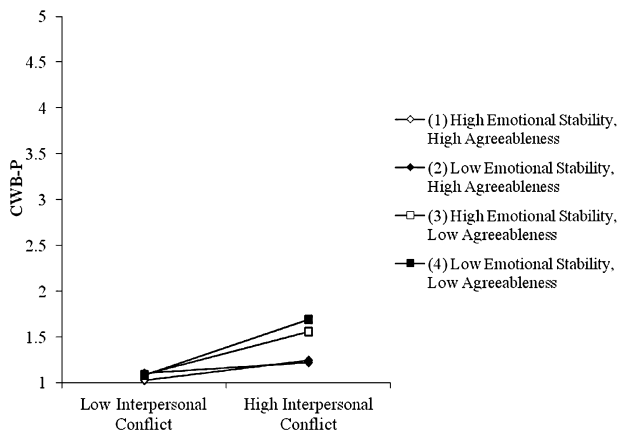 5
4.5
4
3.5
3
2.5
2
1.5
1
CWB-P
Low Interpersonal
Conflict
High Interpersonal
Conflict
(1) High Emotional Stability,
High Agreeableness
(2) Low Emotional Stability,
High Agreeableness
(3) High Emotional Stability,
Low Agreeableness
(4) Low Emotional Stability,
Low Agreeableness